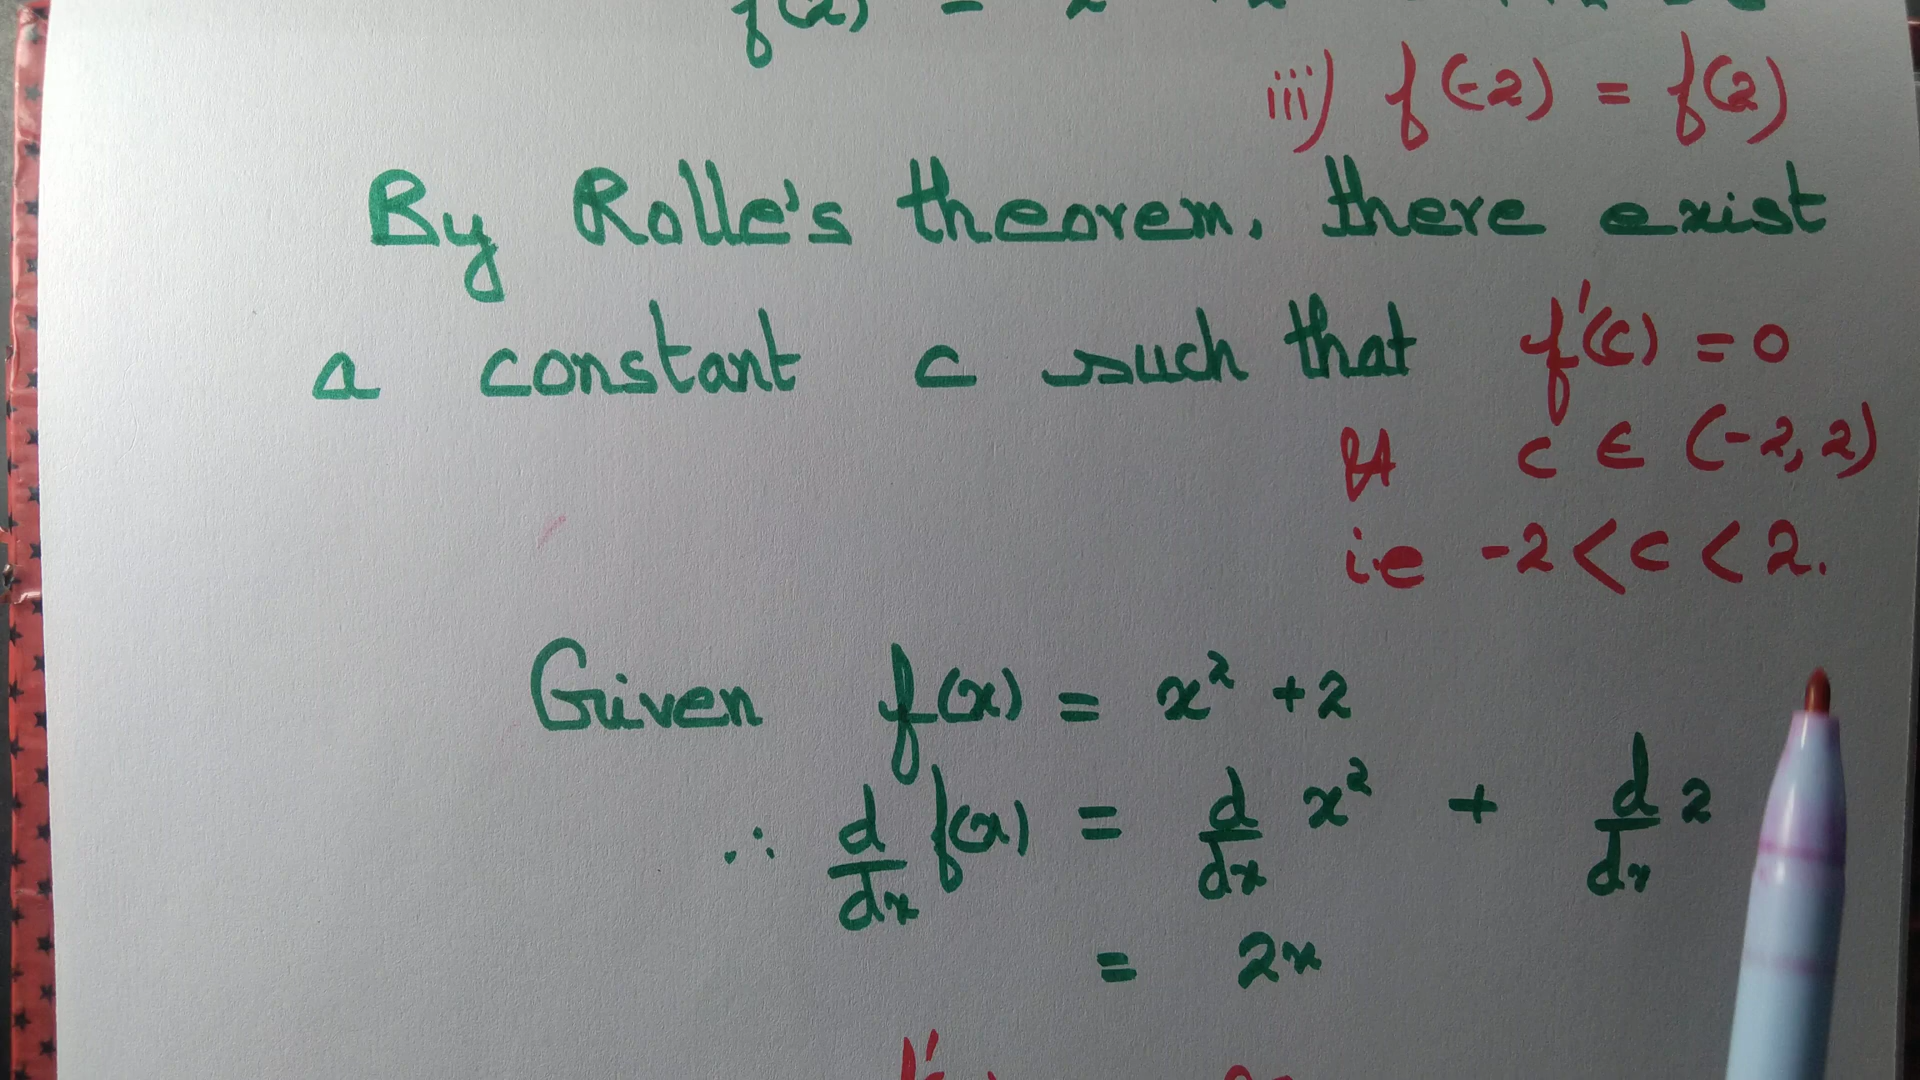 f(2) =
iii) f(-2) = f(2)
By Rolle's theorem, there exist
a constant c such that f'(c) = 0
c ∈ (-2, 2)
i.e -2 < c < 2.
Given f(x) = x² + 2
∴ d/dx f(x) = d/dx x² + d/dx 2
= 2x